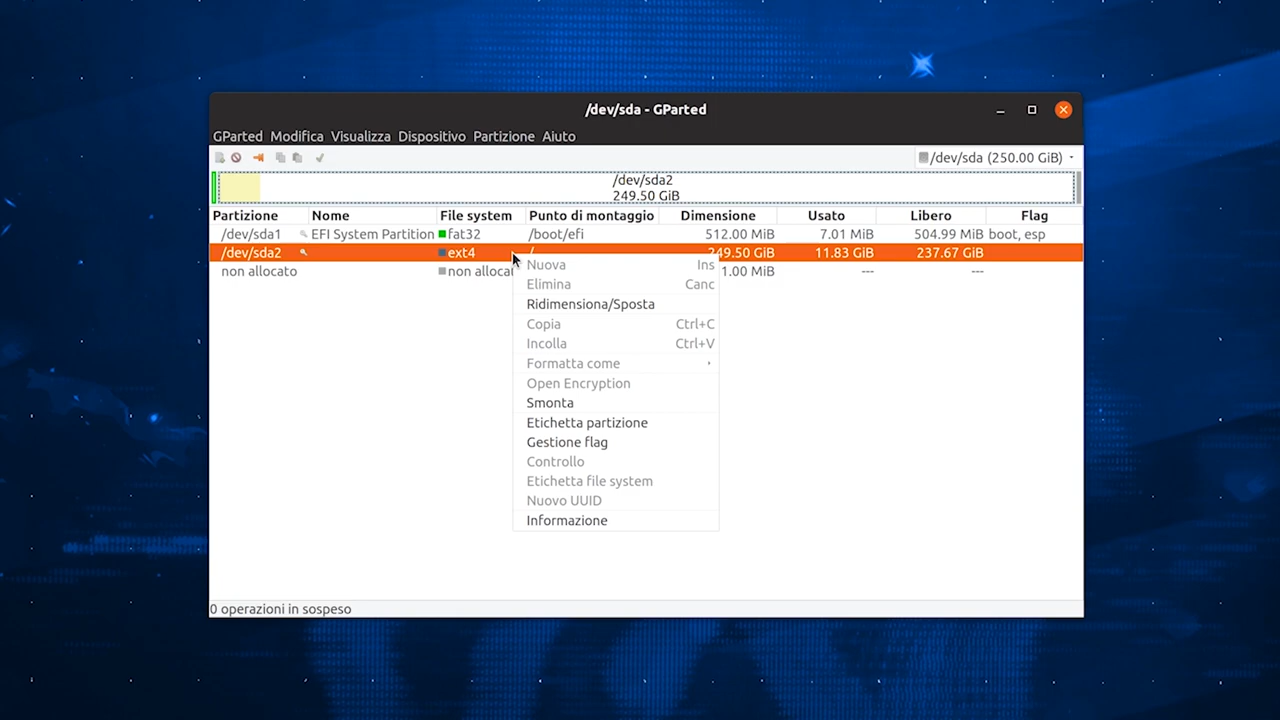 /dev/sda - GParted
GParted Modifica Visualizza Dispositivo Partizione Aiuto
/dev/sda (250.00 GiB)
/dev/sda2
249.50 GiB
Partizione Nome File system Punto di montaggio Dimensione Usato Libero Flag
/dev/sda1 EFI System Partition fat32 /boot/efi 512.00 MiB 7.01 MiB 504.99 MiB boot, esp
/dev/sda2 ext4 / 249.50 GiB 11.83 GiB 237.67 GiB
non allocato non allocat 1.00 MiB --- ---
Nuova Ins
Elimina Canc
Ridimensiona/Sposta
Copia Ctrl+C
Incolla Ctrl+V
Formatta come
Open Encryption
Smonta
Etichetta partizione
Gestione flag
Controllo
Etichetta file system
Nuovo UUID
Informazione
0 operazioni in sospeso